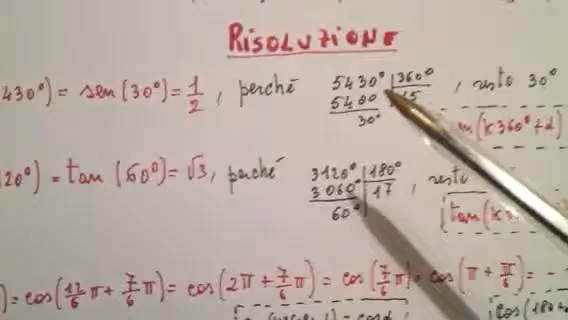 RISOLUZIONE
430°) = sen (30°) = 1/2 , perché 5430° | 360° , resto 30°
5400 15
30° n(k360°+α)
20°) = tan (60°) = √3 , perché 3120° | 180° , resto
3060° 17
60° tan(k
) = cos(12/6 π + 7/6 π) = cos(2π + 7/6 π) = cos(7/6 π) = cos(π + π/6) = -
cos(180+